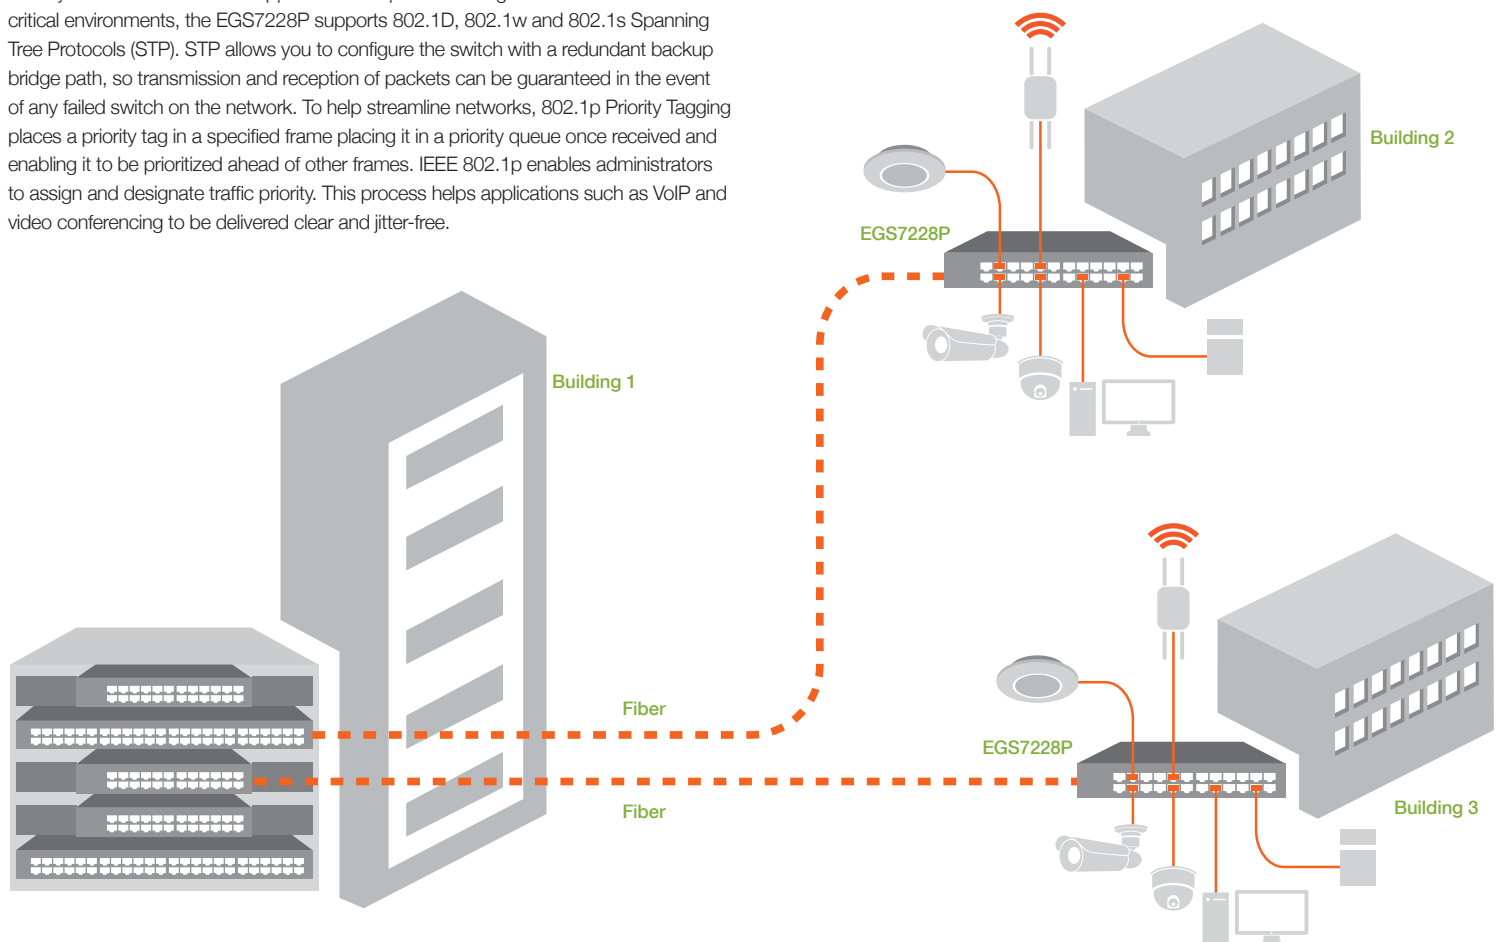 critical environments, the EGS7228P supports 802.1D, 802.1w and 802.1s Spanning
Tree Protocols (STP). STP allows you to configure the switch with a redundant backup
bridge path, so transmission and reception of packets can be guaranteed in the event
of any failed switch on the network. To help streamline networks, 802.1p Priority Tagging
places a priority tag in a specified frame placing it in a priority queue once received and
enabling it to be prioritized ahead of other frames. IEEE 802.1p enables administrators
to assign and designate traffic priority. This process helps applications such as VoIP and
video conferencing to be delivered clear and jitter-free.
Building 2
EGS7228P
Building 1
Fiber
EGS7228P
Fiber
Building 3